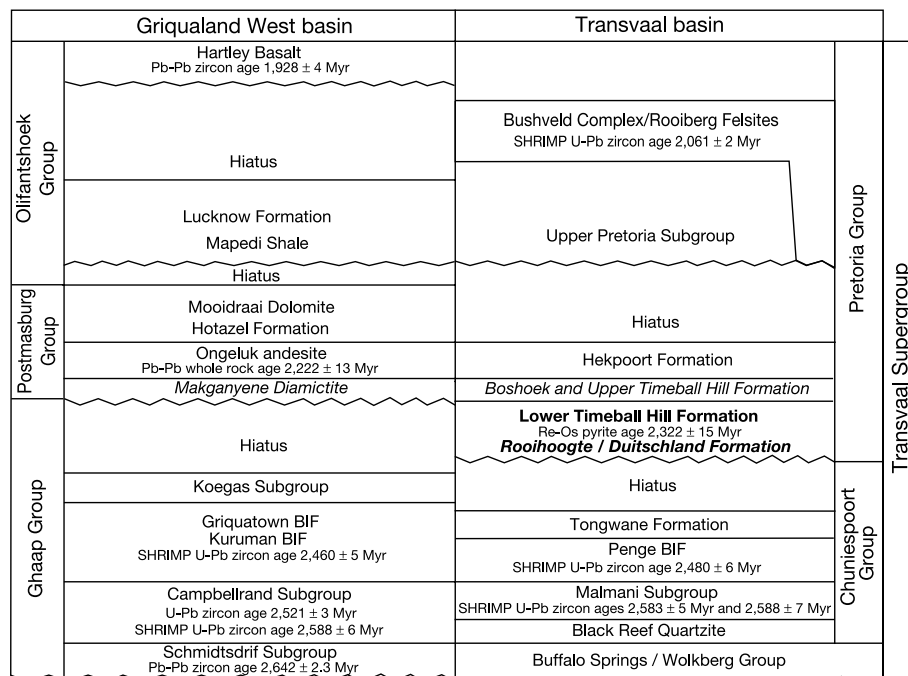 Griqualand West basin
Transvaal basin
Olifantshoek
Group
Hartley Basalt
Pb-Pb zircon age 1,928 ± 4 Myr
Hiatus
Lucknow Formation
Mapedi Shale
Hiatus
Postmasburg
Group
Mooidraai Dolomite
Hotazel Formation
Ongeluk andesite
Pb-Pb whole rock age 2,222 ± 13 Myr
Makganyene Diamictite
Ghaap Group
Hiatus
Koegas Subgroup
Griquatown BIF
Kuruman BIF
SHRIMP U-Pb zircon age 2,460 ± 5 Myr
Campbellrand Subgroup
U-Pb zircon age 2,521 ± 3 Myr
SHRIMP U-Pb zircon age 2,588 ± 6 Myr
Schmidtsdrif Subgroup
Pb-Pb zircon age 2,642 ± 2.3 Myr
Bushveld Complex/Rooiberg Felsites
SHRIMP U-Pb zircon age 2,061 ± 2 Myr
Upper Pretoria Subgroup
Hiatus
Hekpoort Formation
Boshoek and Upper Timeball Hill Formation
Lower Timeball Hill Formation
Re-Os pyrite age 2,322 ± 15 Myr
Rooihoogte / Duitschland Formation
Hiatus
Tongwane Formation
Penge BIF
SHRIMP U-Pb zircon age 2,480 ± 6 Myr
Malmani Subgroup
SHRIMP U-Pb zircon ages 2,583 ± 5 Myr and 2,588 ± 7 Myr
Black Reef Quartzite
Buffalo Springs / Wolkberg Group
Pretoria Group
Chuniespoort
Group
Transvaal Supergroup